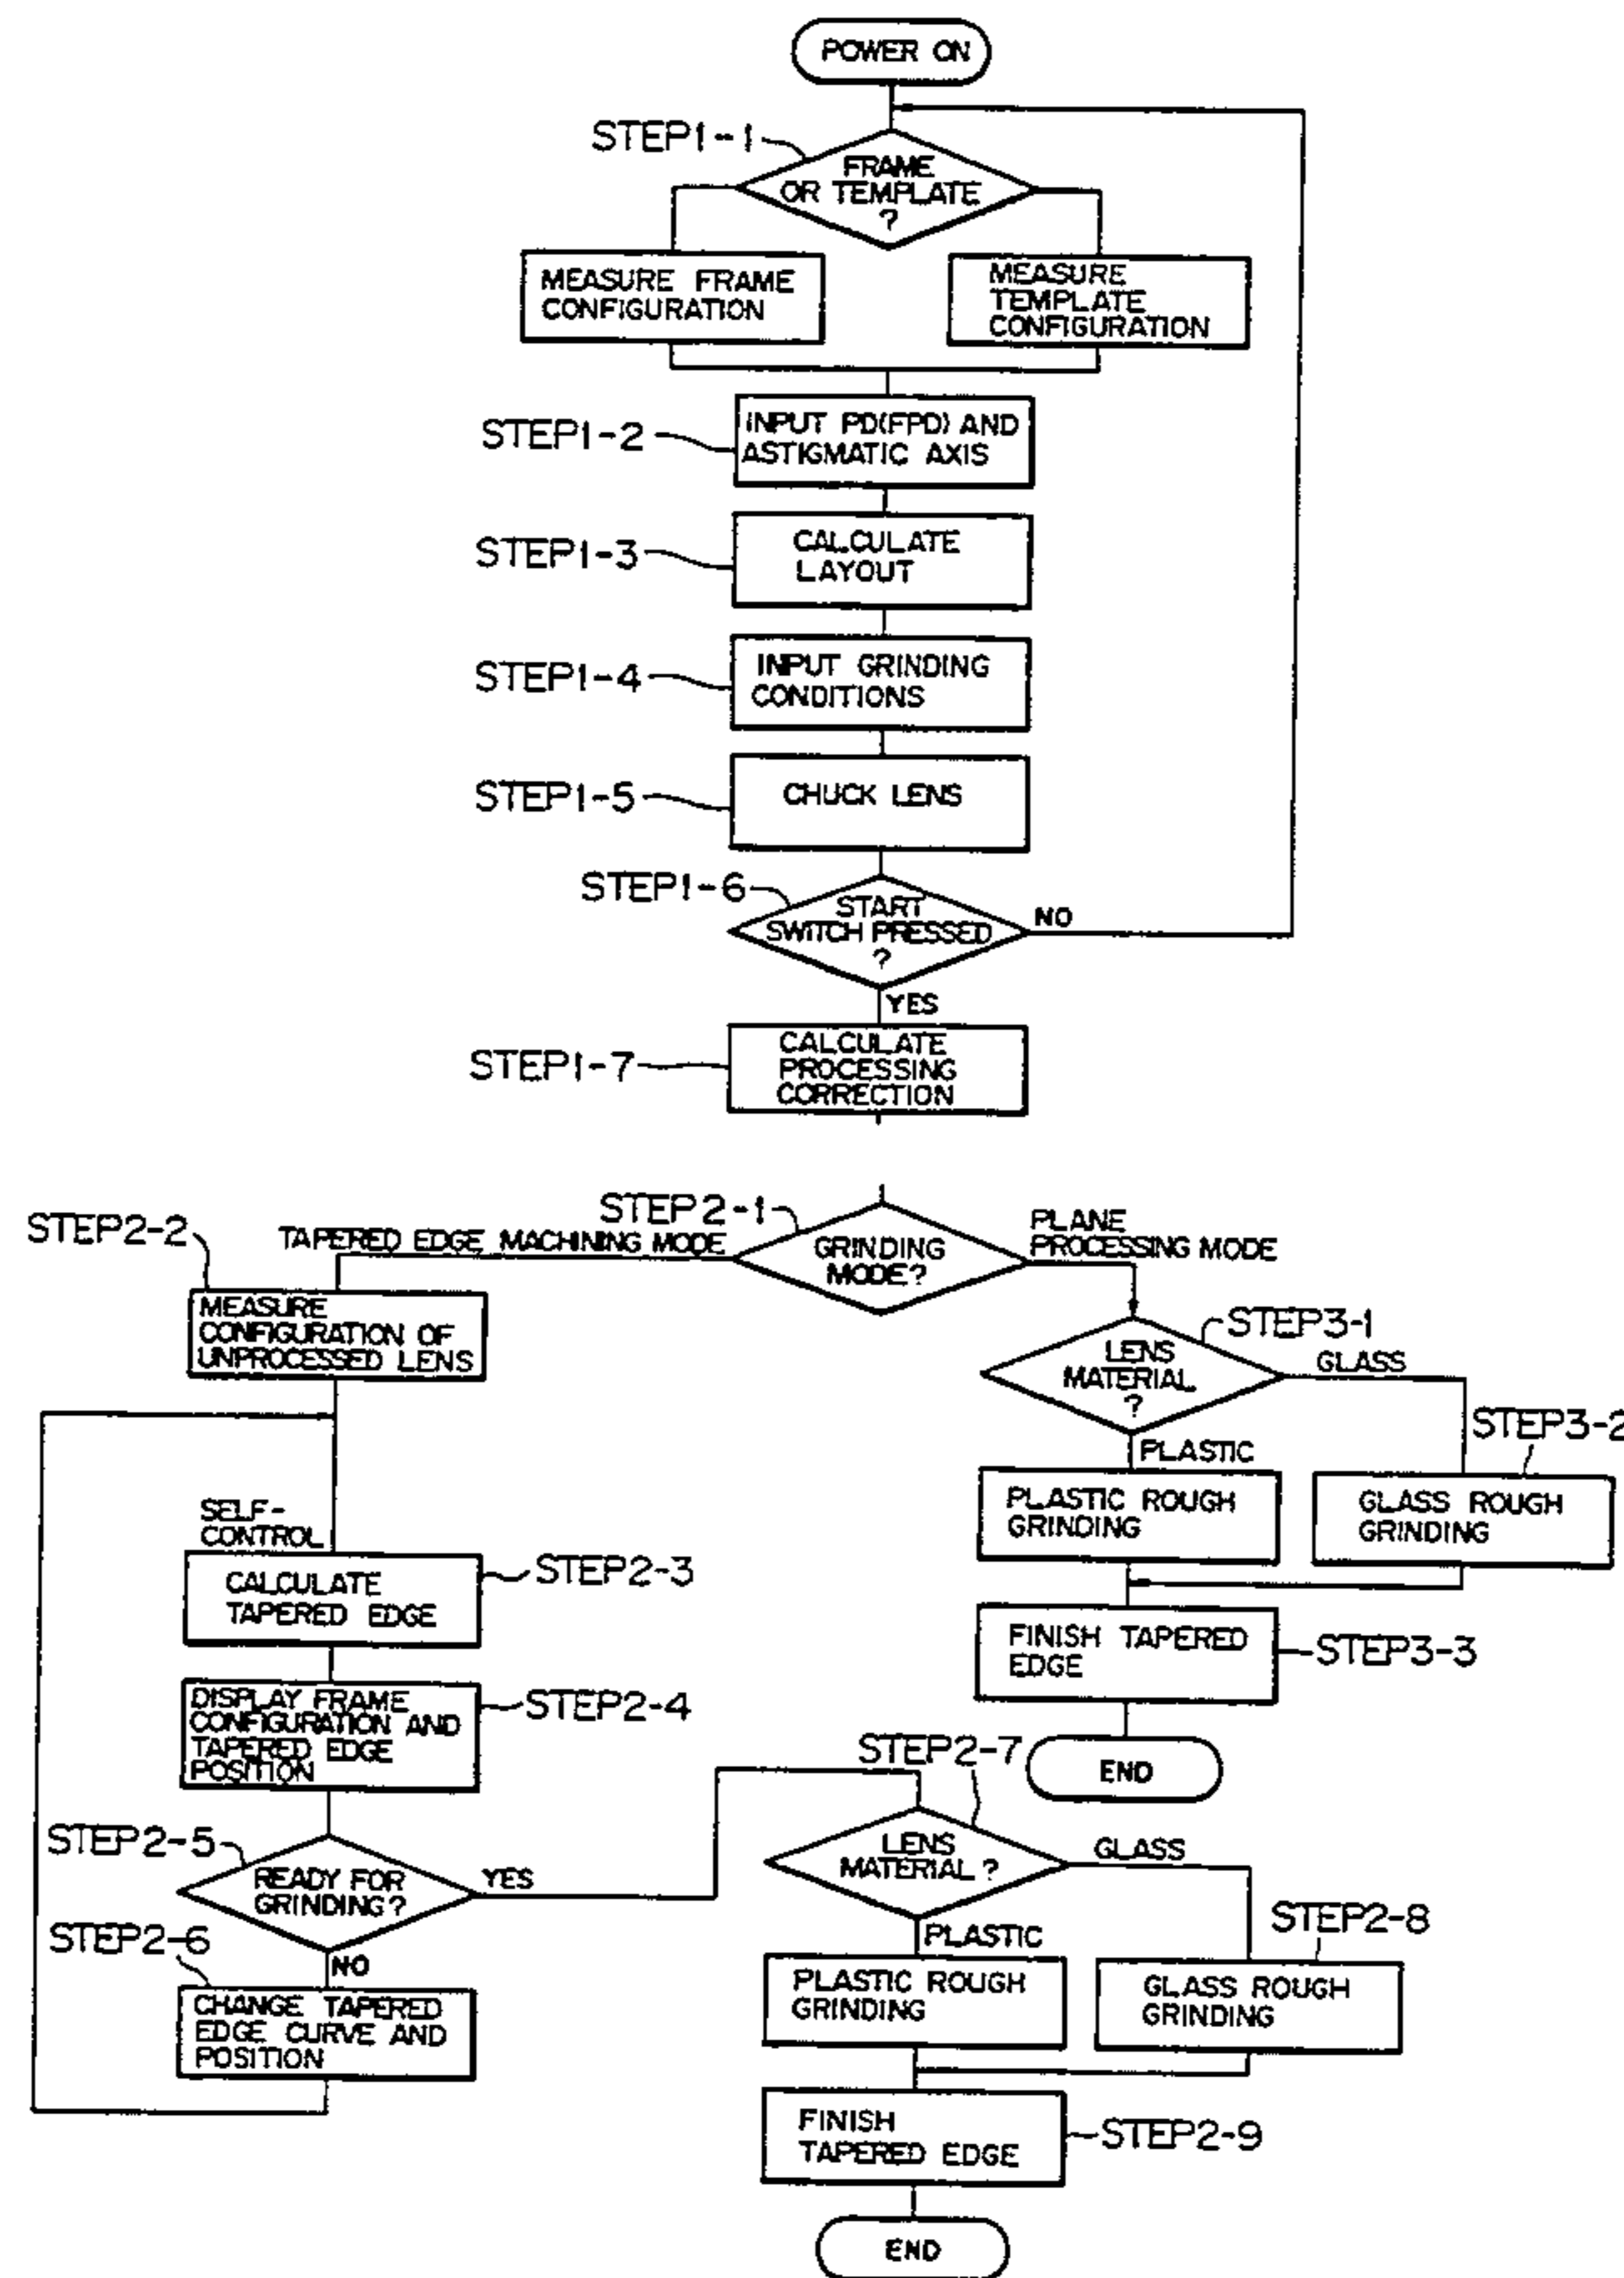 POWER ON
STEP1-1
FRAME
OR TEMPLATE
?
MEASURE FRAME
CONFIGURATION
MEASURE
TEMPLATE
CONFIGURATION
STEP1-2
INPUT PD(FPD) AND
ASTIGMATIC AXIS
STEP1-3
CALCULATE
LAYOUT
STEP1-4
INPUT GRINDING
CONDITIONS
STEP1-5
CHUCK LENS
STEP1-6
START
SWITCH PRESSED
?
NO
YES
STEP1-7
CALCULATE
PROCESSING
CORRECTION
STEP2-1
GRINDING
MODE?
TAPERED EDGE MACHINING MODE
PLANE
PROCESSING MODE
STEP2-2
MEASURE
CONFIGURATION OF
UNPROCESSED LENS
STEP3-1
LENS
MATERIAL
?
GLASS
PLASTIC
STEP3-2
PLASTIC ROUGH
GRINDING
GLASS ROUGH
GRINDING
SELF-
CONTROL
STEP2-3
CALCULATE
TAPERED EDGE
FINISH TAPERED
EDGE
STEP3-3
END
DISPLAY FRAME
CONFIGURATION AND
TAPERED EDGE
POSITION
STEP2-4
STEP2-5
READY FOR
GRINDING?
YES
NO
STEP2-6
CHANGE TAPERED
EDGE CURVE AND
POSITION
STEP2-7
LENS
MATERIAL?
GLASS
PLASTIC
STEP2-8
PLASTIC ROUGH
GRINDING
GLASS ROUGH
GRINDING
FINISH
TAPERED EDGE
STEP2-9
END